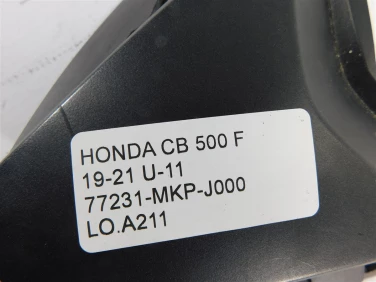 HONDA CB 500 F
19-21 U-11
77231-MKP-J000
LO.A211